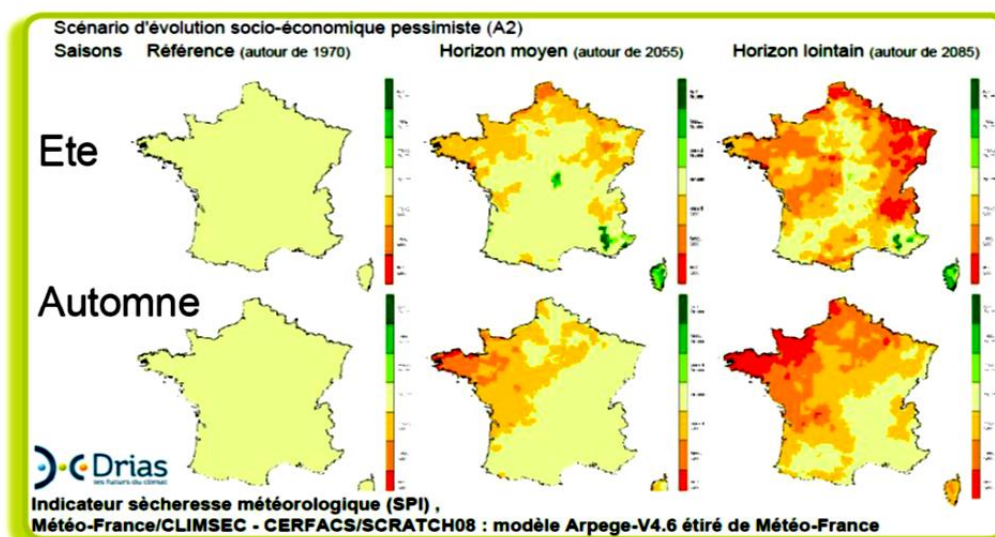 Scénario d'évolution socio-économique pessimiste (A2)
Saisons Référence (autour de 1970) Horizon moyen (autour de 2055) Horizon lointain (autour de 2085)
Ete
Automne
Drias
les futurs du climat
Indicateur sècheresse météorologique (SPI) ,
Météo-France/CLIMSEC - CERFACS/SCRATCH08 : modèle Arpege-V4.6 étiré de Météo-France